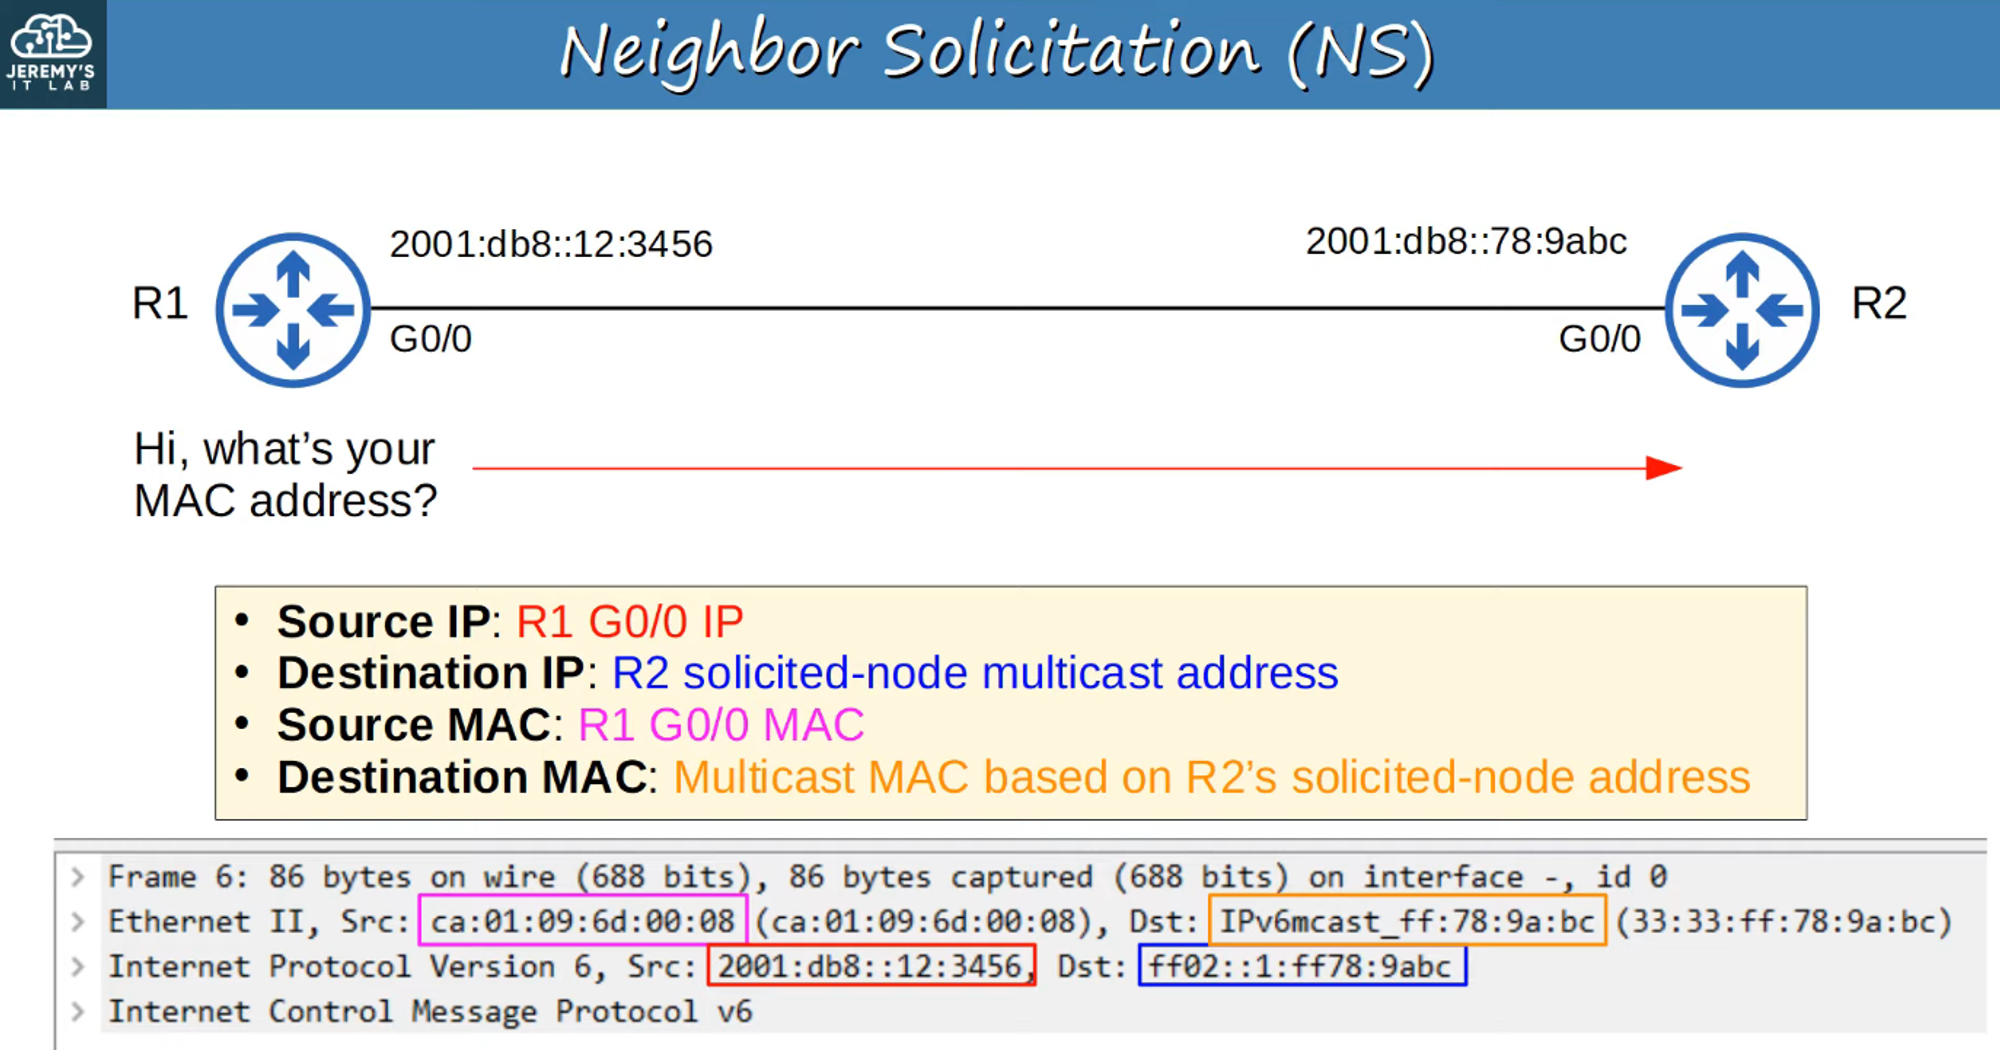 JEREMY'S
IT LAB
Neighbor Solicitation (NS)
2001:db8::12:3456
2001:db8::78:9abc
R1
R2
G0/0
G0/0
Hi, what's your
MAC address?
• Source IP: R1 G0/0 IP
• Destination IP: R2 solicited-node multicast address
• Source MAC: R1 G0/0 MAC
• Destination MAC: Multicast MAC based on R2's solicited-node address
> Frame 6: 86 bytes on wire (688 bits), 86 bytes captured (688 bits) on interface -, id 0
> Ethernet II, Src: ca:01:09:6d:00:08 (ca:01:09:6d:00:08), Dst: IPv6mcast_ff:78:9a:bc (33:33:ff:78:9a:bc)
> Internet Protocol Version 6, Src: 2001:db8::12:3456, Dst: ff02::1:ff78:9abc
> Internet Control Message Protocol v6